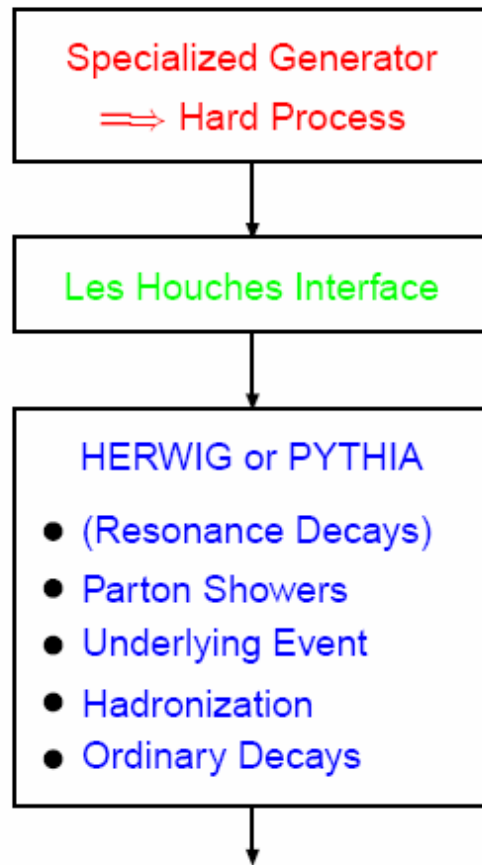 Specialized Generator
⟹ Hard Process
Les Houches Interface
HERWIG or PYTHIA
● (Resonance Decays)
● Parton Showers
● Underlying Event
● Hadronization
● Ordinary Decays